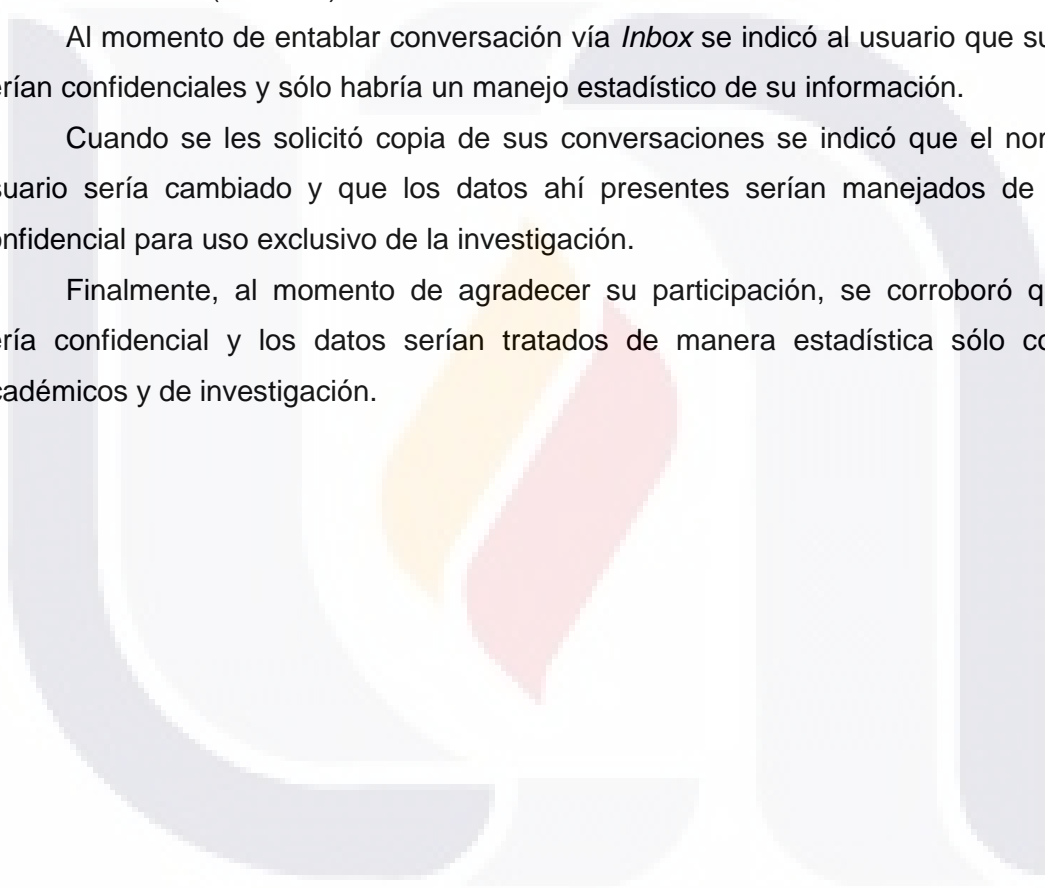 Al momento de entablar conversación vía Inbox se indicó al usuario que su
erían confidenciales y sólo habría un manejo estadístico de su información.
Cuando se les solicitó copia de sus conversaciones se indicó que el nor
suario sería cambiado y que los datos ahí presentes serían manejados de
onfidencial para uso exclusivo de la investigación.
Finalmente, al momento de agradecer su participación, se corroboró q
ería confidencial y los datos serían tratados de manera estadística sólo co
cadémicos y de investigación.